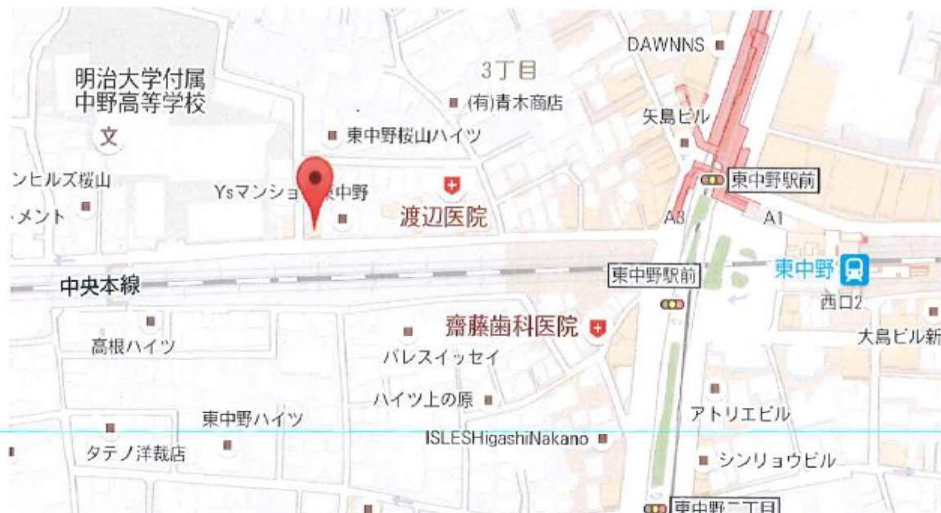 DAWNNS
3丁目
明治大学付属
中野高等学校
(有)青木商店
矢島ビル
文
東中野桜山ハイツ
東中野駅前
ンヒルズ桜山
Ysマンショ
東中野
メント
渡辺医院
A3
A1
東中野
東中野駅前
中央本線
西口2
齋藤歯科医院
大島ビル新
高根ハイツ
パレスイッセイ
ハイツ上の原
アトリエビル
東中野ハイツ
ISLESHigashiNakano
タテノ洋裁店
シンリョウビル
東中野二丁目